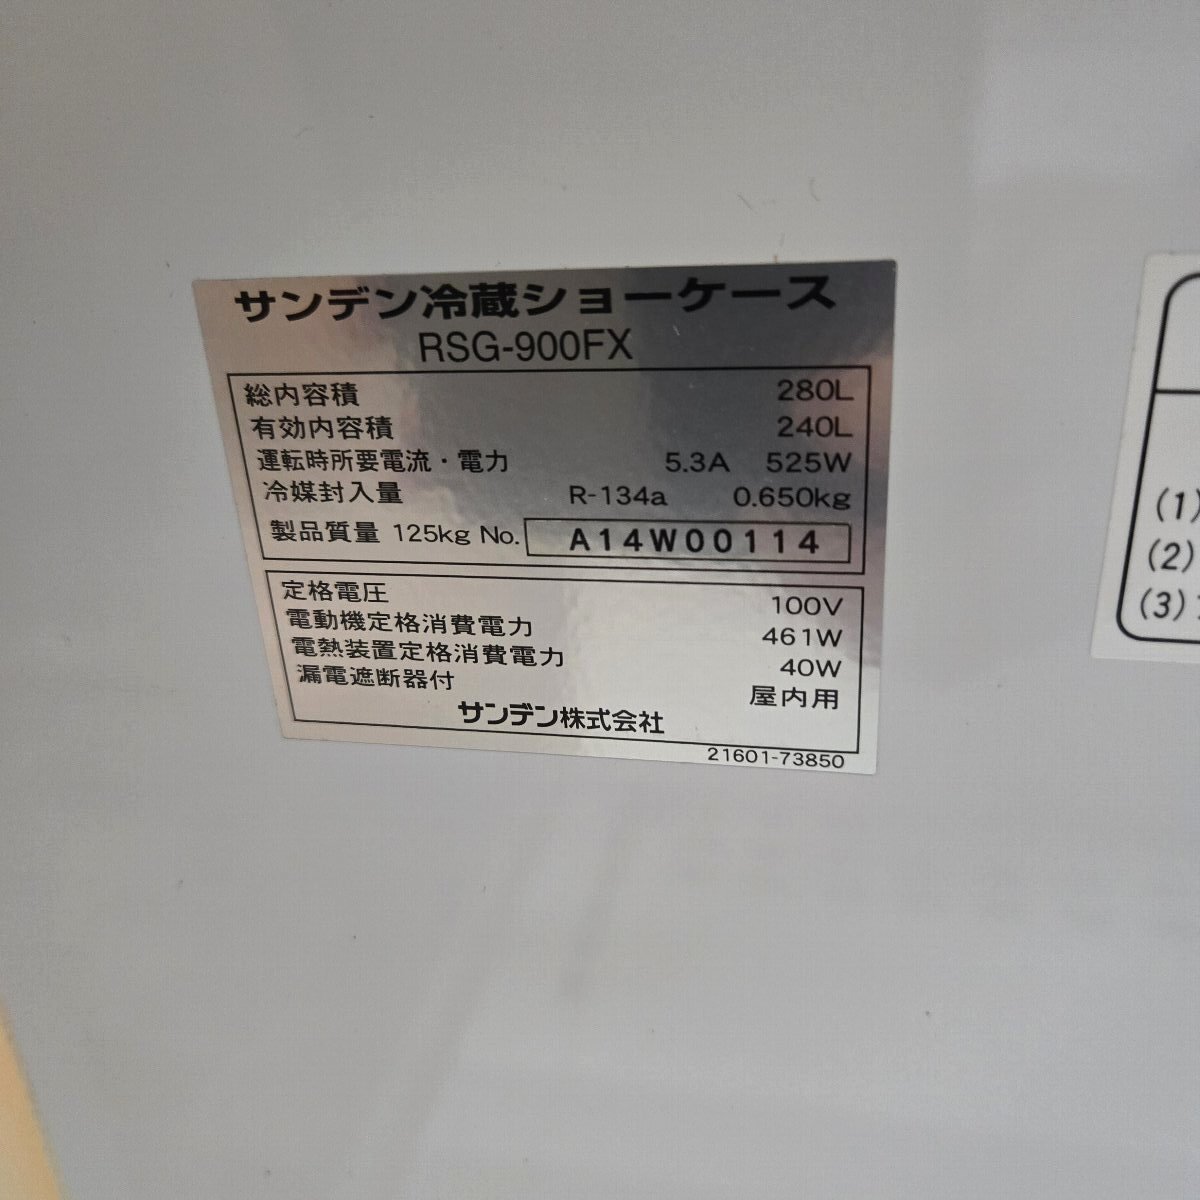 サンデン冷蔵ショーケース
RSG-900FX
総内容積 280L
有効内容積 240L
運転時所要電流・電力 5.3A 525W
冷媒封入量 R-134a 0.650kg
製品質量 125kg No. A14W00114
定格電圧 100V
電動機定格消費電力 461W
電熱装置定格消費電力 40W
漏電遮断器付 屋内用
サンデン株式会社
21601-73850
(1)
(2)
(3)